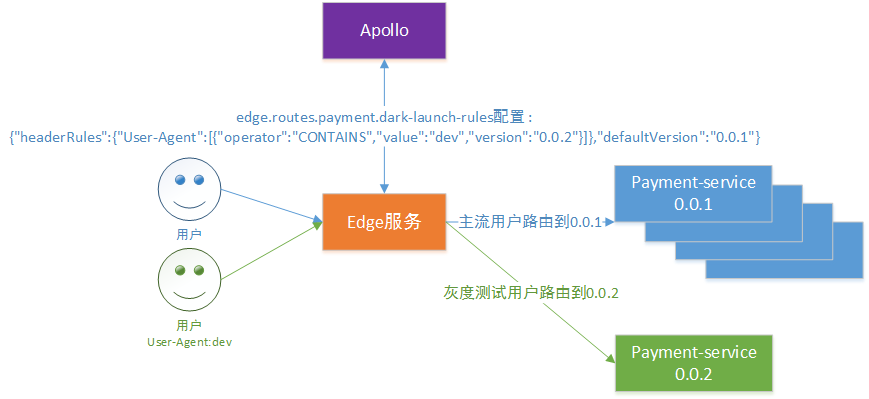 Apollo
edge.routes.payment.dark-launch-rules配置：
{"headerRules":{"User-Agent":[{"operator":"CONTAINS","value":"dev","version":"0.0.2"}]},"defaultVersion":"0.0.1"}
用户
Edge服务
主流用户路由到0.0.1
Payment-service
0.0.1
灰度测试用户路由到0.0.2
用户
User-Agent:dev
Payment-service
0.0.2